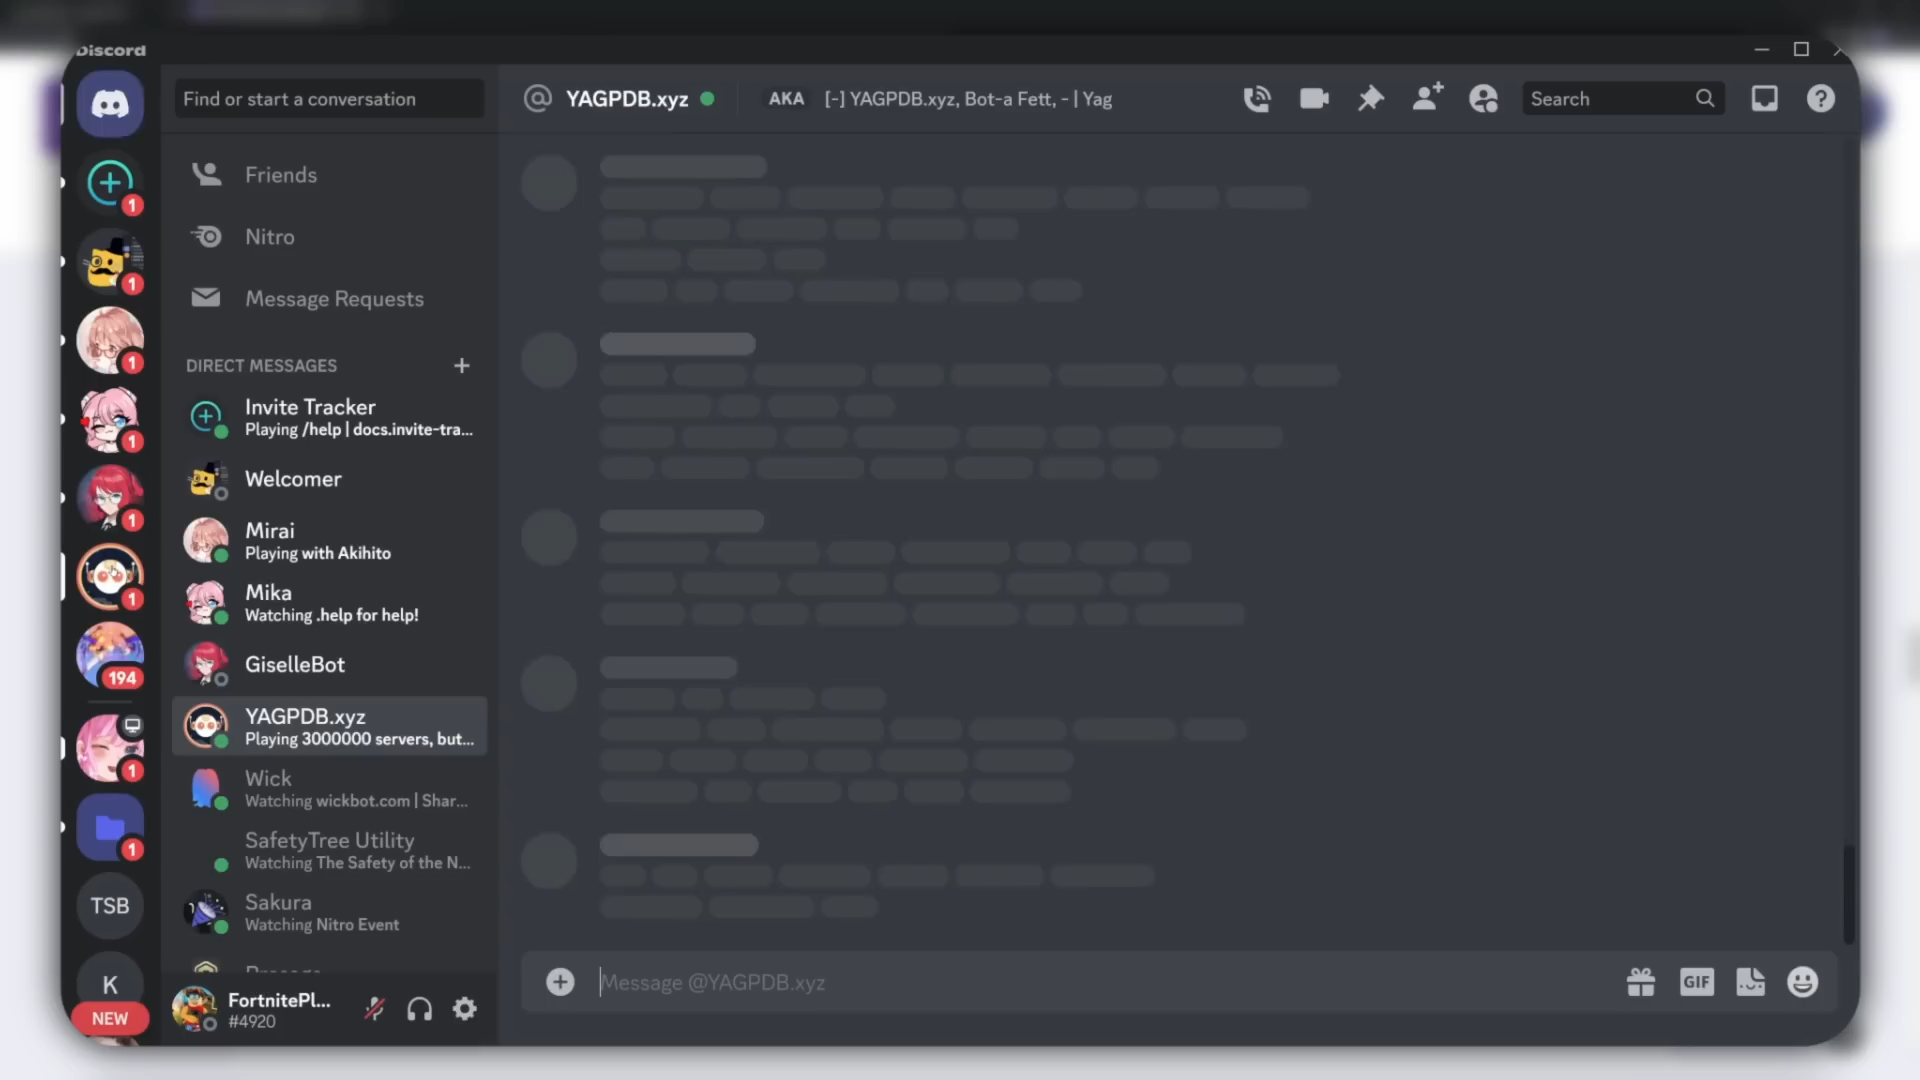 Discord
Find or start a conversation
YAGPDB.xyz
AKA [-] YAGPDB.xyz, Bot-a Fett, - | Yag
Search
1
1
1
1
1
1
194
1
1
TSB
K
NEW
Friends
Nitro
Message Requests
DIRECT MESSAGES
Invite Tracker
Playing /help | docs.invite-tra...
Welcomer
Mirai
Playing with Akihito
Mika
Watching .help for help!
GiselleBot
YAGPDB.xyz
Playing 3000000 servers, but...
Wick
Watching wickbot.com | Shar...
SafetyTree Utility
Watching The Safety of the N...
Sakura
Watching Nitro Event
FortnitePl...
#4920
Message @YAGPDB.xyz
GIF